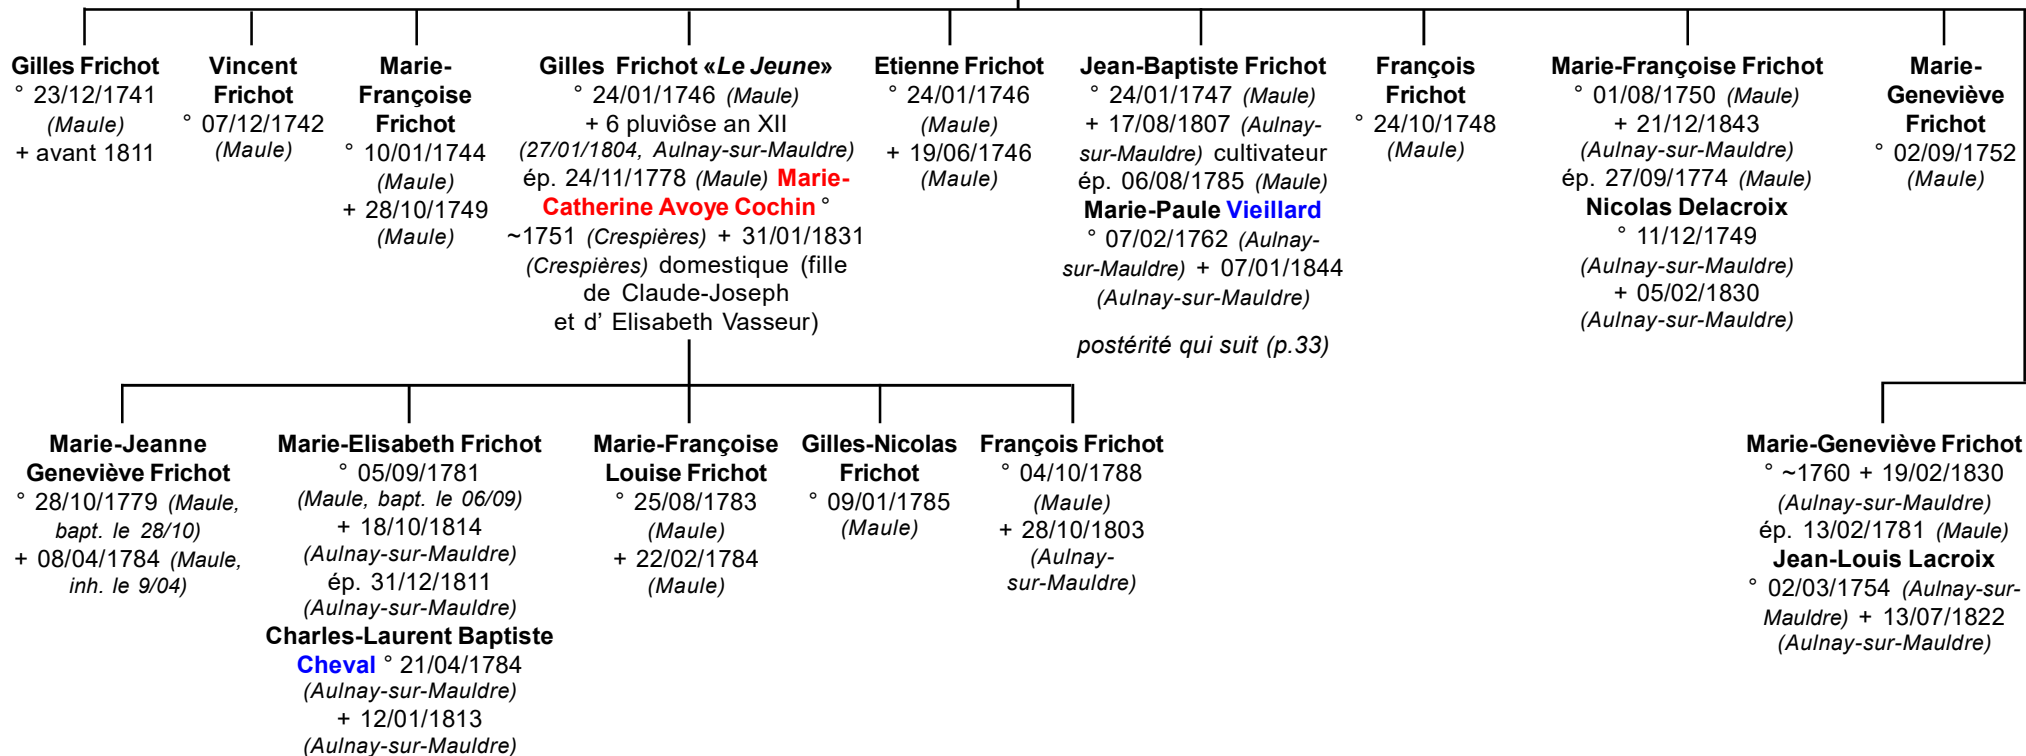 Gilles Frichot
° 23/12/1741
(Maule)
+ avant 1811
Vincent
Frichot
° 07/12/1742
(Maule)
Marie-
Françoise
Frichot
° 10/01/1744
(Maule)
+ 28/10/1749
(Maule)
Gilles Frichot «Le Jeune»
° 24/01/1746 (Maule)
+ 6 pluviôse an XII
(27/01/1804, Aulnay-sur-Mauldre)
ép. 24/11/1778 (Maule) Marie-
Catherine Avoye Cochin °
~1751 (Crespières) + 31/01/1831
(Crespières) domestique (fille
de Claude-Joseph
et d' Elisabeth Vasseur)
Etienne Frichot
° 24/01/1746
(Maule)
+ 19/06/1746
(Maule)
Jean-Baptiste Frichot
° 24/01/1747 (Maule)
+ 17/08/1807 (Aulnay-
sur-Mauldre) cultivateur
ép. 06/08/1785 (Maule)
Marie-Paule Vieillard
° 07/02/1762 (Aulnay-
sur-Mauldre) + 07/01/1844
(Aulnay-sur-Mauldre)
postérité qui suit (p.33)
François
Frichot
° 24/10/1748
(Maule)
Marie-Françoise Frichot
° 01/08/1750 (Maule)
+ 21/12/1843
(Aulnay-sur-Mauldre)
ép. 27/09/1774 (Maule)
Nicolas Delacroix
° 11/12/1749
(Aulnay-sur-Mauldre)
+ 05/02/1830
(Aulnay-sur-Mauldre)
Marie-
Geneviève
Frichot
° 02/09/1752
(Maule)
Marie-Jeanne
Geneviève Frichot
° 28/10/1779 (Maule,
bapt. le 28/10)
+ 08/04/1784 (Maule,
inh. le 9/04)
Marie-Elisabeth Frichot
° 05/09/1781
(Maule, bapt. le 06/09)
+ 18/10/1814
(Aulnay-sur-Mauldre)
ép. 31/12/1811
(Aulnay-sur-Mauldre)
Charles-Laurent Baptiste
Cheval ° 21/04/1784
(Aulnay-sur-Mauldre)
+ 12/01/1813
(Aulnay-sur-Mauldre)
Marie-Françoise
Louise Frichot
° 25/08/1783
(Maule)
+ 22/02/1784
(Maule)
Gilles-Nicolas
Frichot
° 09/01/1785
(Maule)
François Frichot
° 04/10/1788
(Maule)
+ 28/10/1803
(Aulnay-
sur-Mauldre)
Marie-Geneviève Frichot
° ~1760 + 19/02/1830
(Aulnay-sur-Mauldre)
ép. 13/02/1781 (Maule)
Jean-Louis Lacroix
° 02/03/1754 (Aulnay-sur-
Mauldre) + 13/07/1822
(Aulnay-sur-Mauldre)